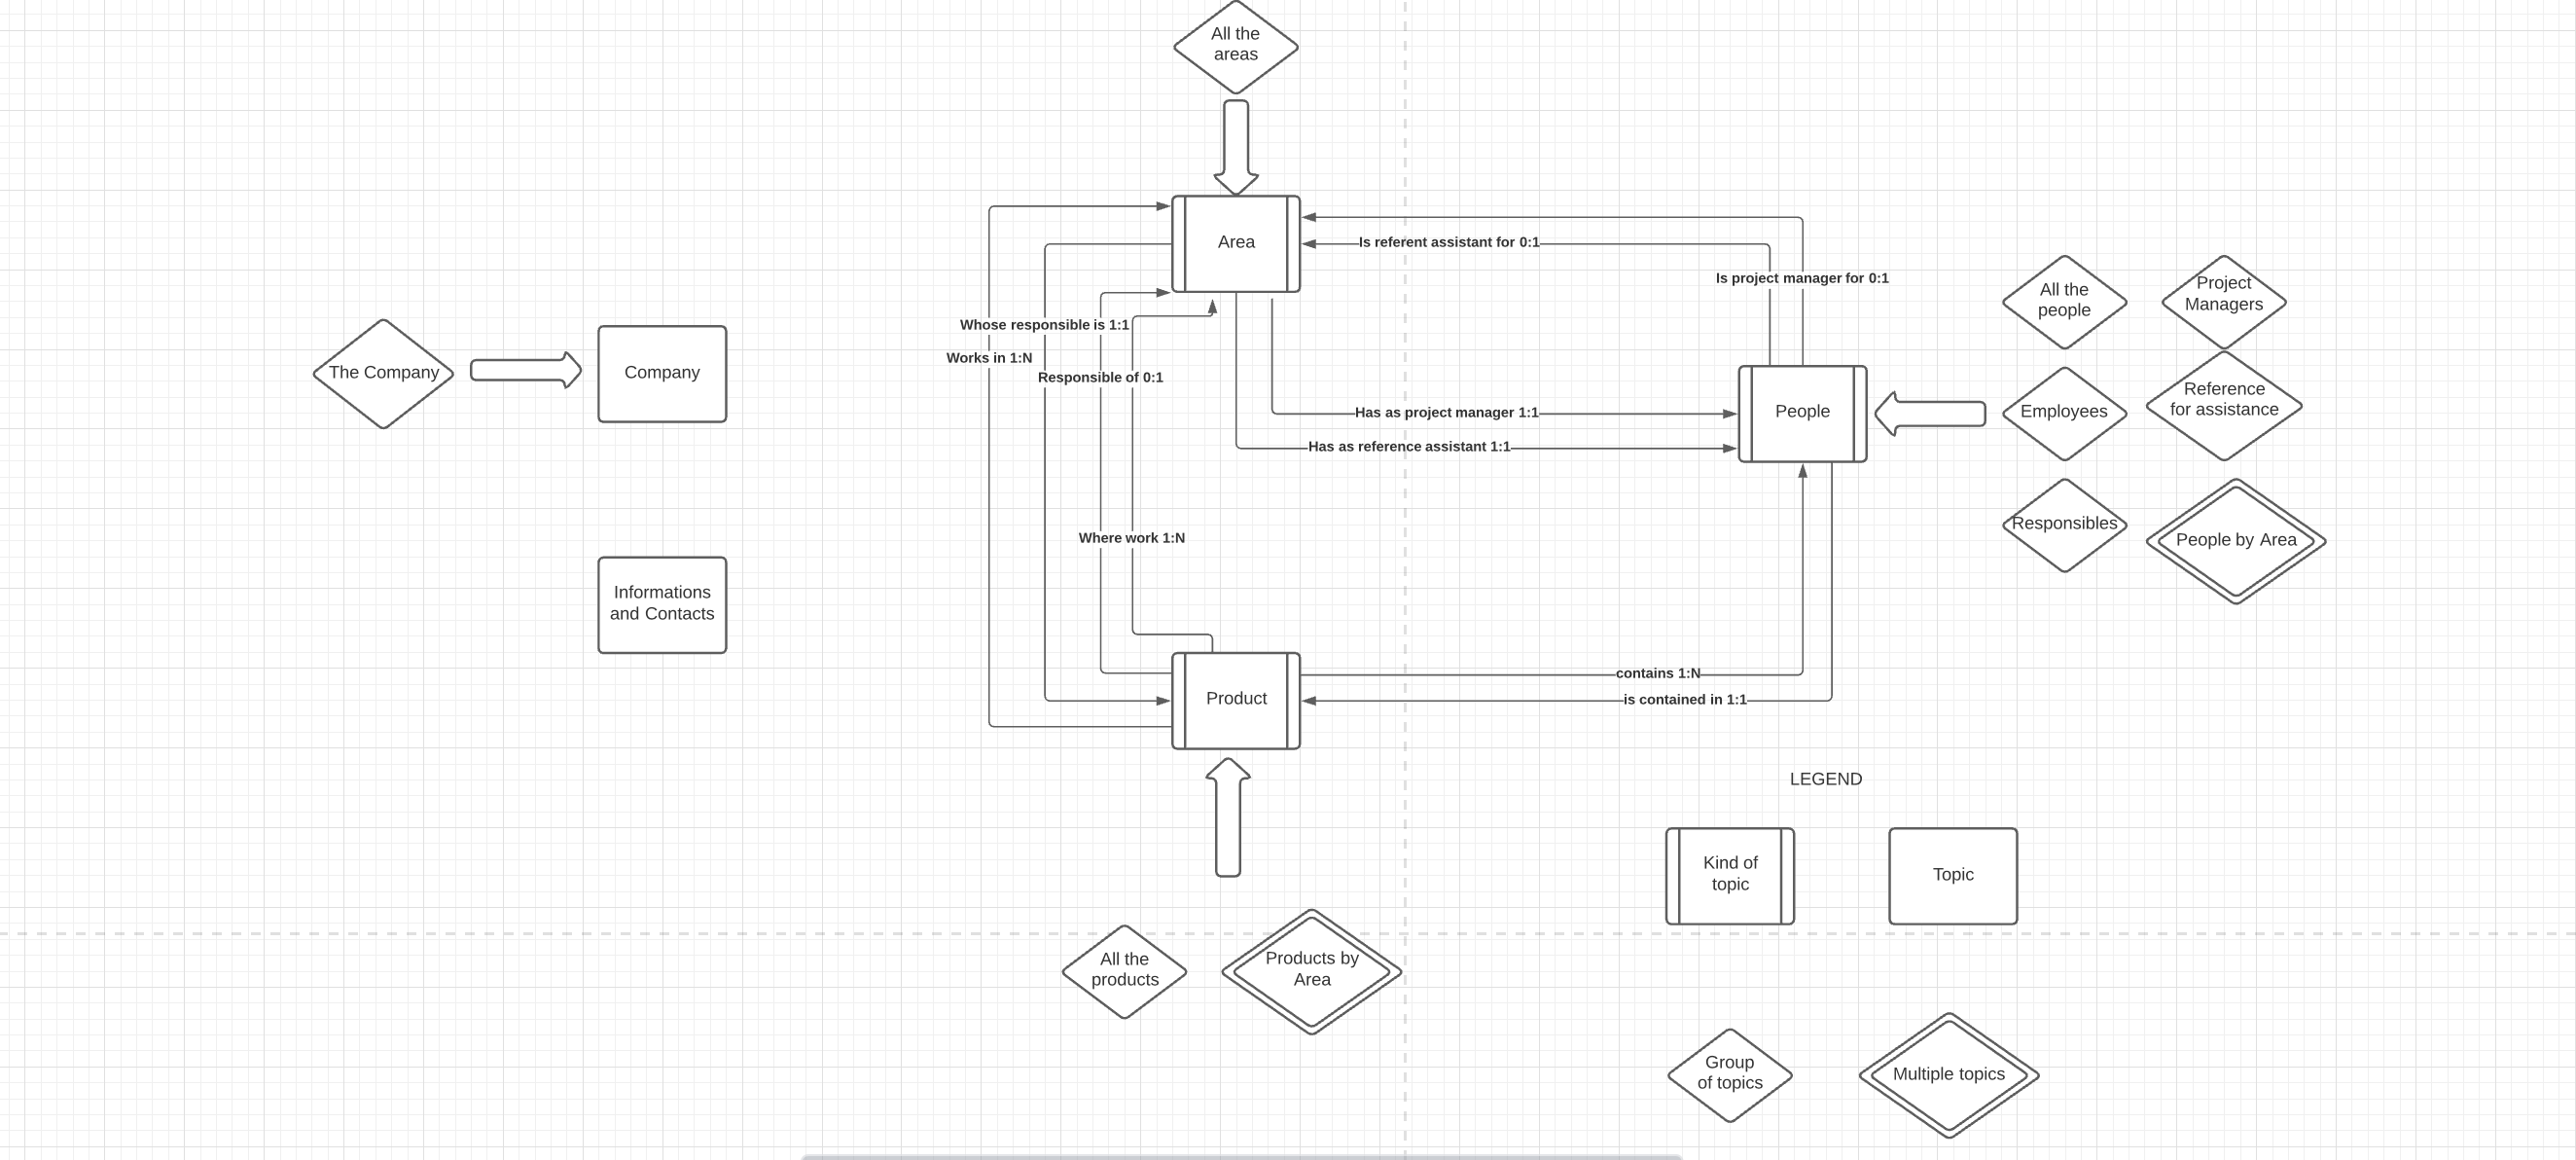 All the
areas
Area
Is referent assistant for 0:1
Is project manager for 0:1
All the
people
Project
Managers
Whose responsible is 1:1
Works in 1:N
Responsible of 0:1
The Company
Company
Has as project manager 1:1
Has as reference assistant 1:1
People
Employees
Reference
for assistance
Responsibles
People by Area
Where work 1:N
Informations
and Contacts
Product
contains 1:N
is contained in 1:1
LEGEND
Kind of
topic
Topic
All the
products
Products by
Area
Group
of topics
Multiple topics